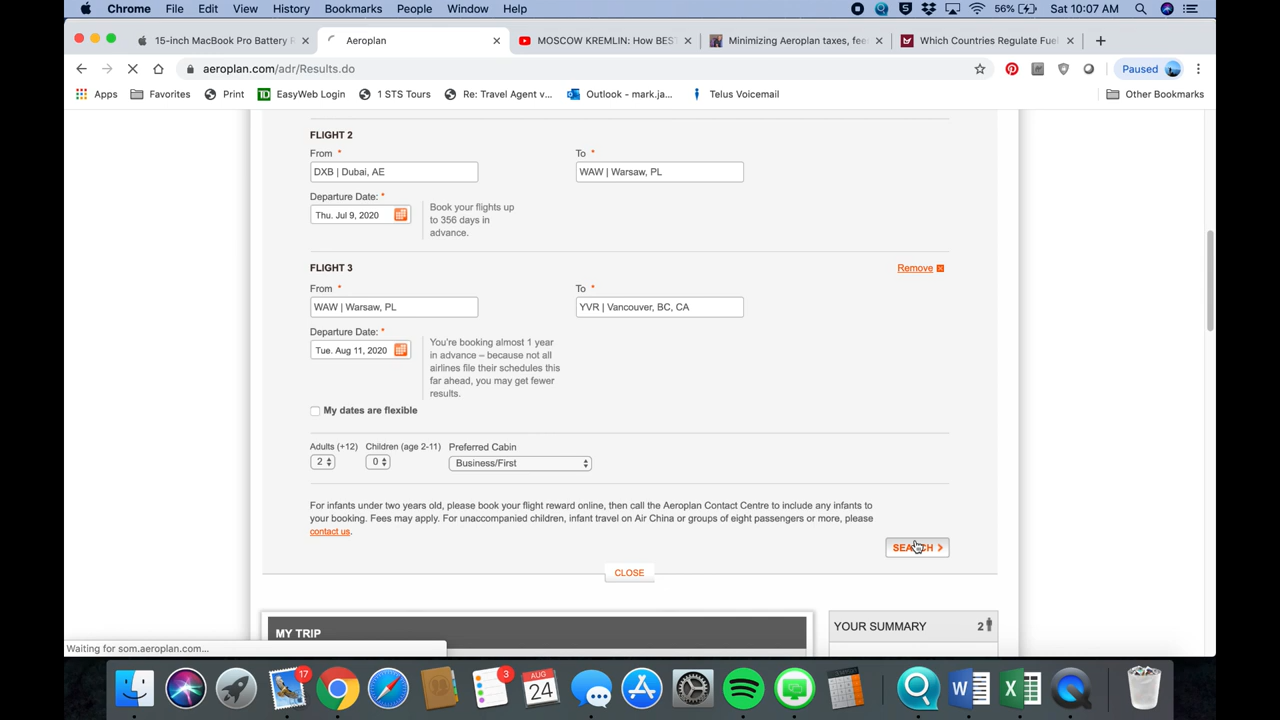 Chrome File Edit View History Bookmarks People Window Help 56% Sat 10:07 AM
15-inch MacBook Pro Battery R Aeroplan MOSCOW KREMLIN: How BEST Minimizing Aeroplan taxes, fee Which Countries Regulate Fuel
aeroplan.com/adr/Results.do Paused
Apps Favorites Print EasyWeb Login 1 STS Tours Re: Travel Agent v... Outlook - mark.ja... Telus Voicemail Other Bookmarks
FLIGHT 2
From * To *
DXB | Dubai, AE WAW | Warsaw, PL
Departure Date: *
Thu. Jul 9, 2020
Book your flights up
to 356 days in
advance.
FLIGHT 3 Remove
From * To *
WAW | Warsaw, PL YVR | Vancouver, BC, CA
Departure Date: *
Tue. Aug 11, 2020
You're booking almost 1 year
in advance – because not all
airlines file their schedules this
far ahead, you may get fewer
results.
My dates are flexible
Adults (+12) Children (age 2-11) Preferred Cabin
2 0 Business/First
For infants under two years old, please book your flight reward online, then call the Aeroplan Contact Centre to include any infants to
your booking. Fees may apply. For unaccompanied children, infant travel on Air China or groups of eight passengers or more, please
contact us.
SEARCH
CLOSE
MY TRIP YOUR SUMMARY 2
Waiting for som.aeroplan.com...
17 3 AUG 24